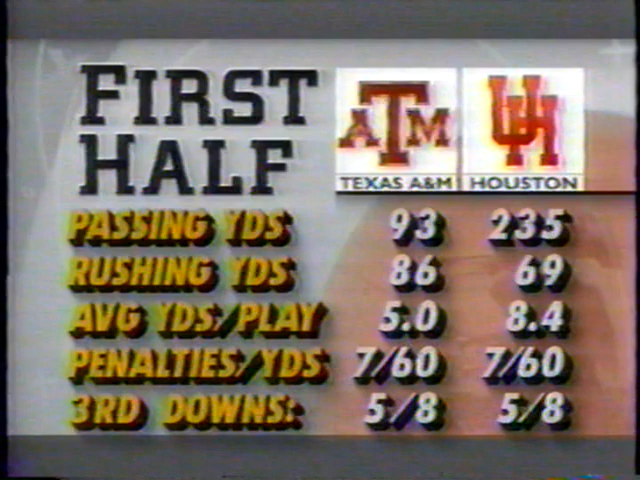 FIRST
HALF
ATM UH
TEXAS A&M HOUSTON
PASSING YDS 93 235
RUSHING YDS 86 69
AVG YDS/PLAY 5.0 8.4
PENALTIES/YDS 7/60 7/60
3RD DOWNS: 5/8 5/8